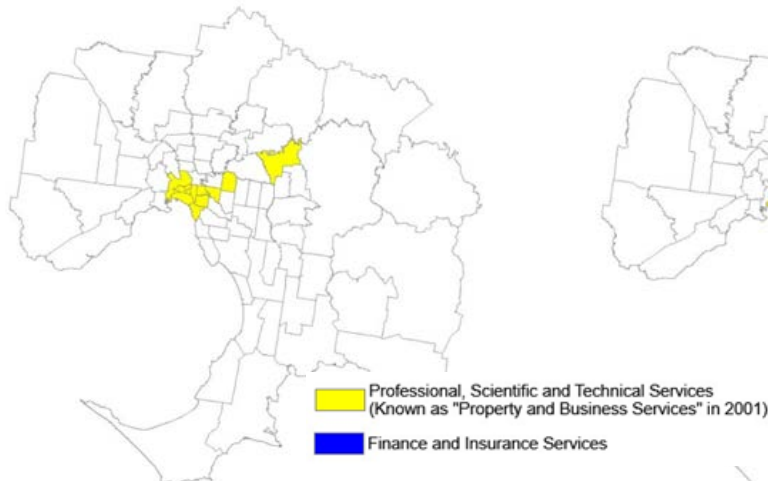 Professional, Scientific and Technical Services
(Known as "Property and Business Services" in 2001)
Finance and Insurance Services